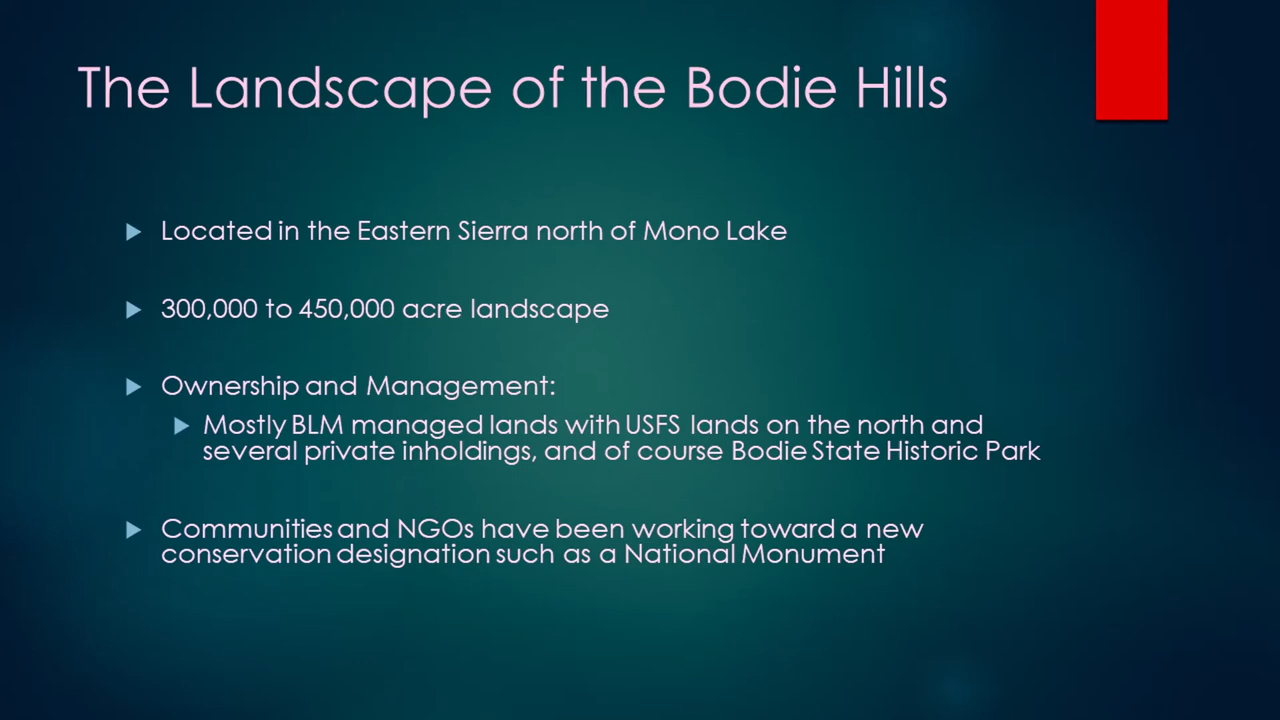 The Landscape of the Bodie Hills
Located in the Eastern Sierra north of Mono Lake
300,000 to 450,000 acre landscape
Ownership and Management:
Mostly BLM managed lands with USFS lands on the north and
several private inholdings, and of course Bodie State Historic Park
Communities and NGOs have been working toward a new
conservation designation such as a National Monument